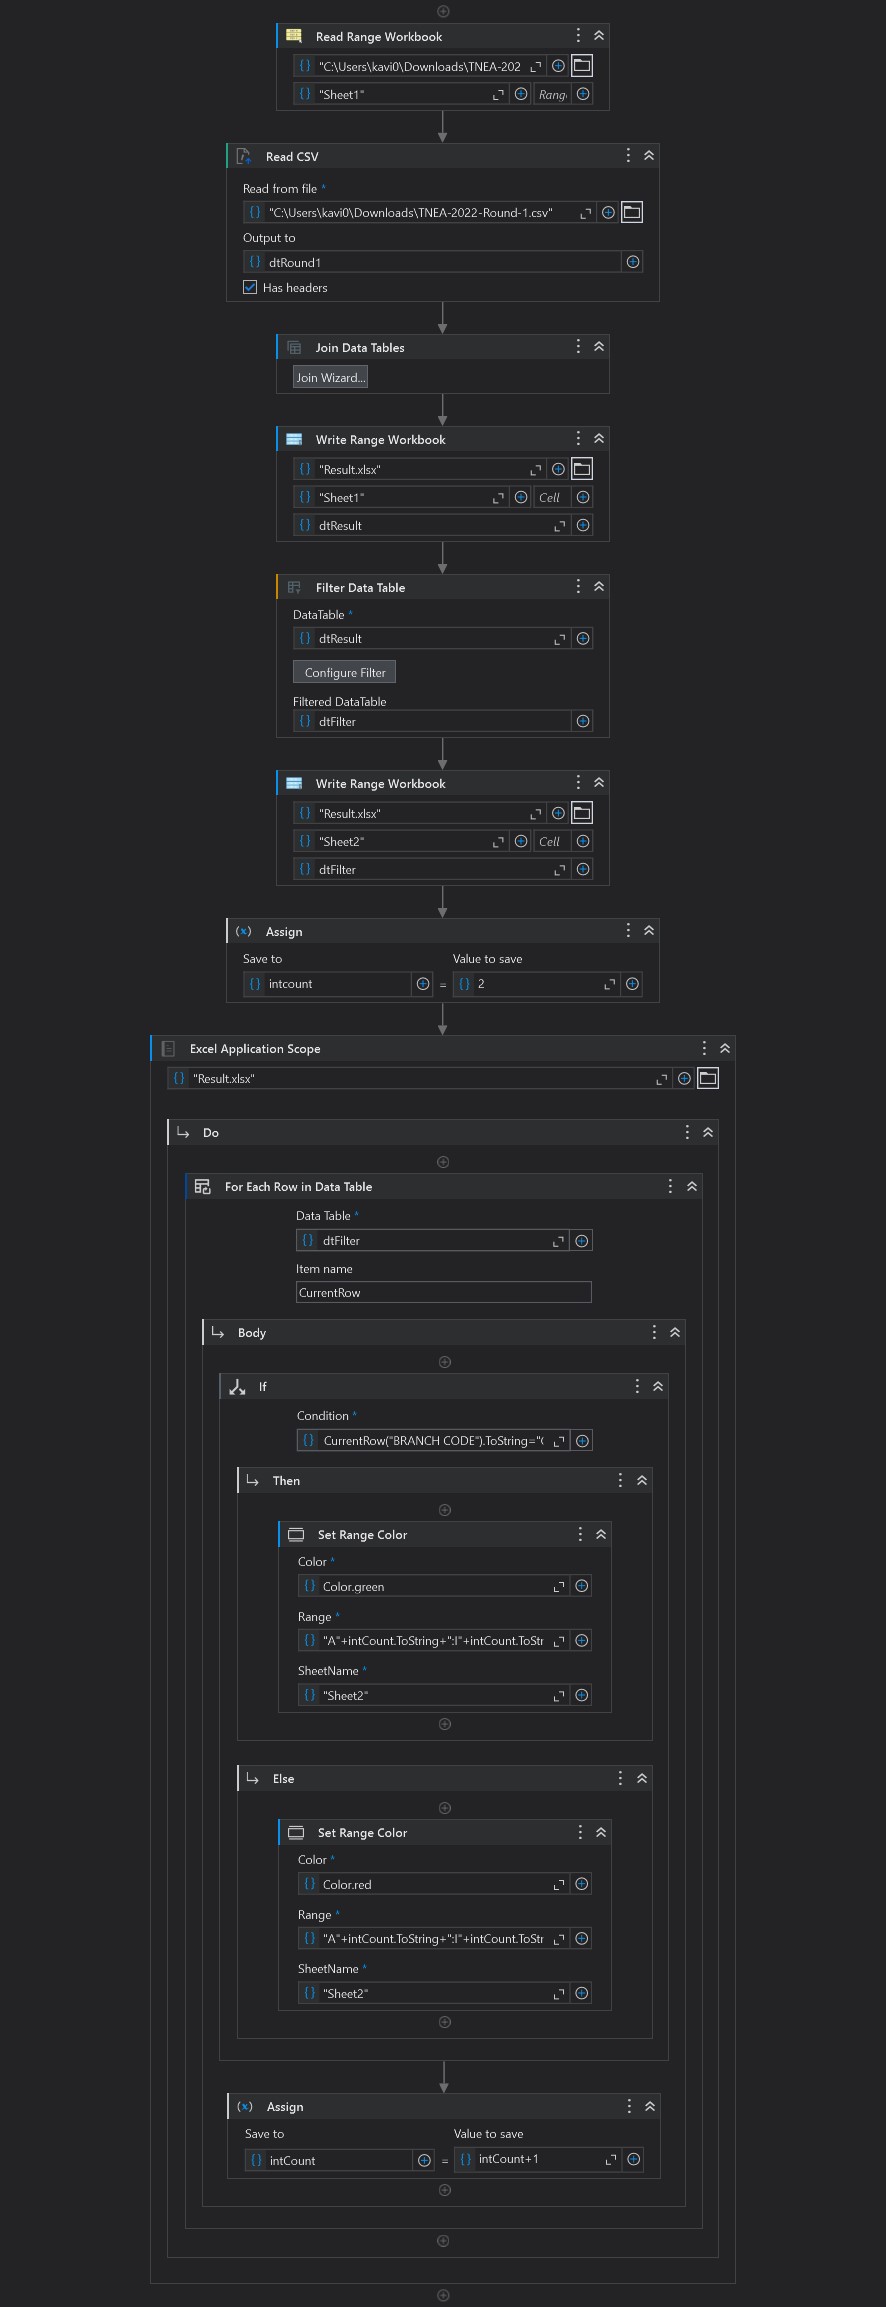 Read Range Workbook
"C:\Users\kavi0\Downloads\TNEA-202
"Sheet1" Rang
Read CSV
Read from file *
"C:\Users\kavi0\Downloads\TNEA-2022-Round-1.csv"
Output to
dtRound1
Has headers
Join Data Tables
Join Wizard...
Write Range Workbook
"Result.xlsx"
"Sheet1" Cell
dtResult
Filter Data Table
DataTable *
dtResult
Configure Filter
Filtered DataTable
dtFilter
Write Range Workbook
"Result.xlsx"
"Sheet2" Cell
dtFilter
(x) Assign
Save to Value to save
intcount = 2
Excel Application Scope
"Result.xlsx"
Do
For Each Row in Data Table
Data Table *
dtFilter
Item name
CurrentRow
Body
If
Condition *
CurrentRow("BRANCH CODE").ToString="
Then
Set Range Color
Color *
Color.green
Range *
"A"+intCount.ToString+":I"+intCount.ToStr
SheetName *
"Sheet2"
Else
Set Range Color
Color *
Color.red
Range *
"A"+intCount.ToString+":I"+intCount.ToStr
SheetName *
"Sheet2"
(x) Assign
Save to Value to save
intCount = intCount+1